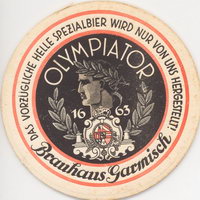 DAS VORZÜGLICHE HELLE SPEZIALBIER WIRD NUR VON UNS HERGESTELLT!
OLYMPIATOR
16 63
Brauhaus Garmisch